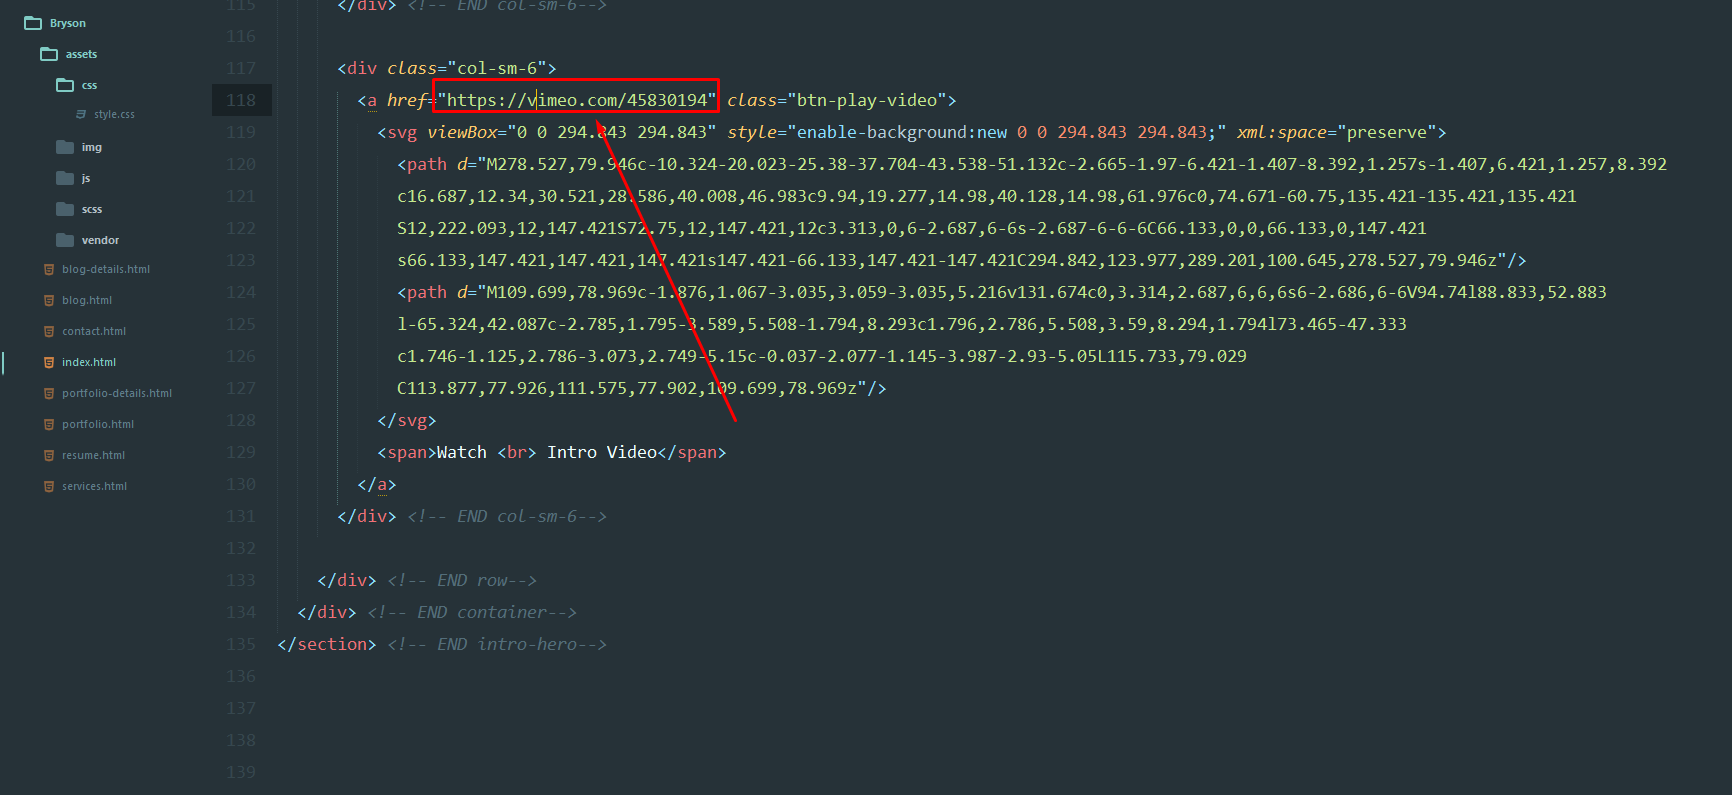 Bryson
assets
css
style.css
img
js
scss
vendor
blog-details.html
blog.html
contact.html
index.html
portfolio-details.html
portfolio.html
resume.html
services.html
115 </div> <!-- END col-sm-6-->
116
117 <div class="col-sm-6">
118 <a href="https://vimeo.com/45830194" class="btn-play-video">
119 <svg viewBox="0 0 294.843 294.843" style="enable-background:new 0 0 294.843 294.843;" xml:space="preserve">
120 <path d="M278.527,79.946c-10.324-20.023-25.38-37.704-43.538-51.132c-2.665-1.97-6.421-1.407-8.392,1.257s-1.407,6.421,1.257,8.392
121 c16.687,12.34,30.521,28.586,40.008,46.983c9.94,19.277,14.98,40.128,14.98,61.976c0,74.671-60.75,135.421-135.421,135.421
122 S12,222.093,12,147.421S72.75,12,147.421,12c3.313,0,6-2.687,6-6s-2.687-6-6-6C66.133,0,0,66.133,0,147.421
123 s66.133,147.421,147.421,147.421s147.421-66.133,147.421-147.421C294.842,123.977,289.201,100.645,278.527,79.946z"/>
124 <path d="M109.699,78.969c-1.876,1.067-3.035,3.059-3.035,5.216v131.674c0,3.314,2.687,6,6,6s6-2.686,6-6V94.74l88.833,52.883
125 l-65.324,42.087c-2.785,1.795-3.589,5.508-1.794,8.293c1.796,2.786,5.508,3.59,8.294,1.794l73.465-47.333
126 c1.746-1.125,2.786-3.073,2.749-5.15c-0.037-2.077-1.145-3.987-2.93-5.05L115.733,79.029
127 C113.877,77.926,111.575,77.902,109.699,78.969z"/>
128 </svg>
129 <span>Watch <br> Intro Video</span>
130 </a>
131 </div> <!-- END col-sm-6-->
132
133 </div> <!-- END row-->
134 </div> <!-- END container-->
135 </section> <!-- END intro-hero-->
136
137
138
139